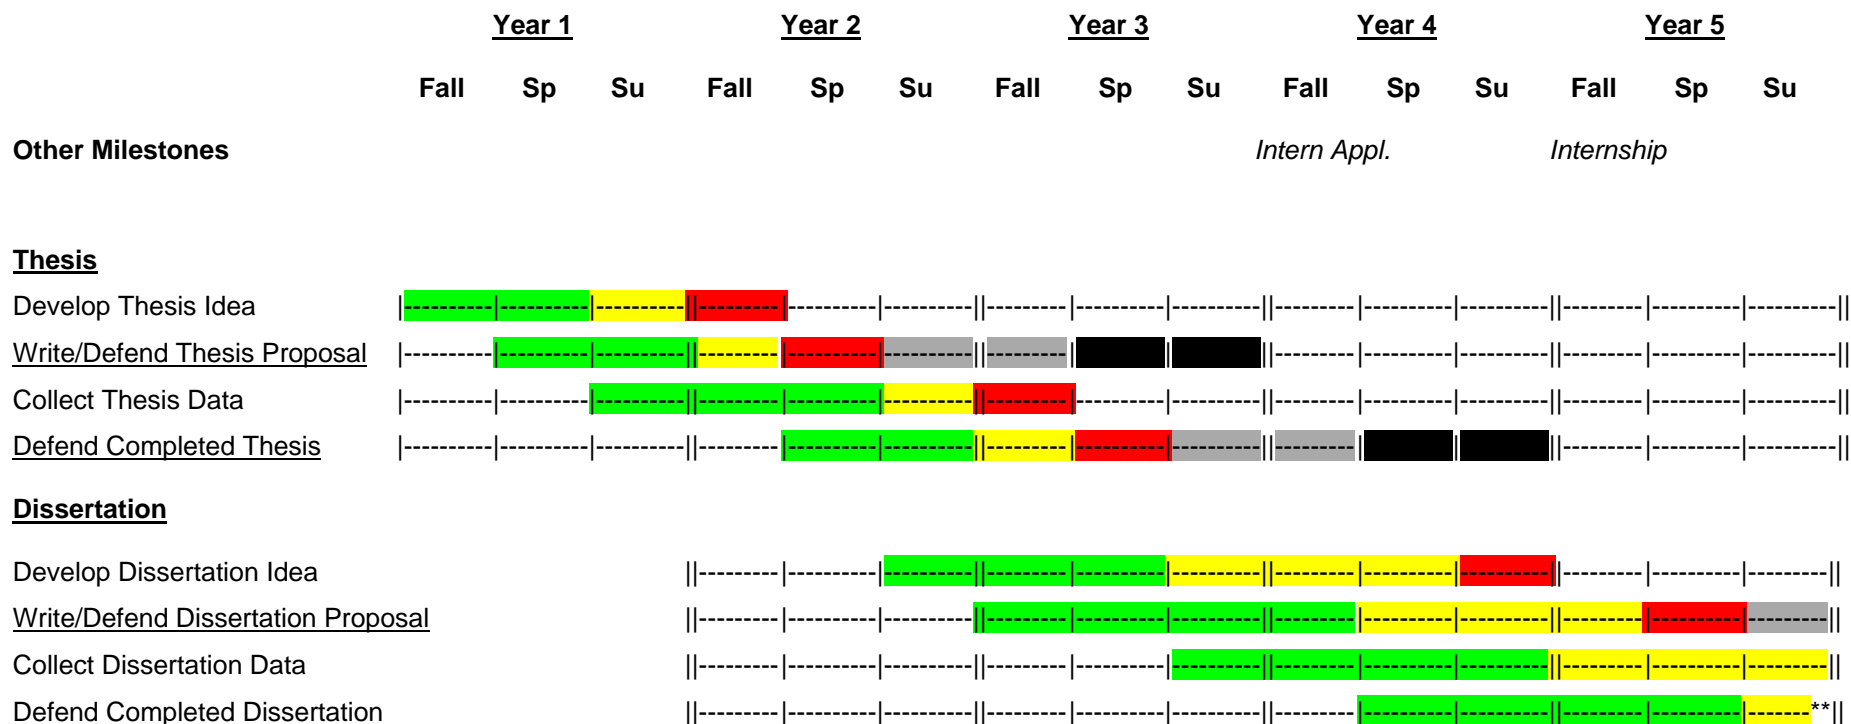 Year 1 Year 2 Year 3 Year 4 Year 5
Fall Sp Su Fall Sp Su Fall Sp Su Fall Sp Su Fall Sp Su
Other Milestones Intern Appl. Internship
Thesis
Develop Thesis Idea |----------|----------|----------||---------|----------|----------||---------|----------|----------||---------|----------|----------||---------|----------|----------||
Write/Defend Thesis Proposal |----------|----------|----------||---------|----------|----------||---------| | ||---------|----------|----------||---------|----------|----------||
Collect Thesis Data |----------|----------|----------||---------|----------|----------||---------|----------|----------||---------|----------|----------||---------|----------|----------||
Defend Completed Thesis |----------|----------|----------||---------|----------|----------||---------|----------|----------||---------| | ||---------|----------|----------||
Dissertation
Develop Dissertation Idea ||---------|----------|----------||---------|----------|----------||---------|----------|----------||---------|----------|---------||
Write/Defend Dissertation Proposal ||---------|----------|----------||---------|----------|----------||---------|----------|----------||---------|----------|---------||
Collect Dissertation Data ||---------|----------|----------||---------|----------|----------||---------|----------|----------||---------|----------|---------||
Defend Completed Dissertation ||---------|----------|----------||---------|----------|----------||---------|----------|----------||---------|----------|-------**||